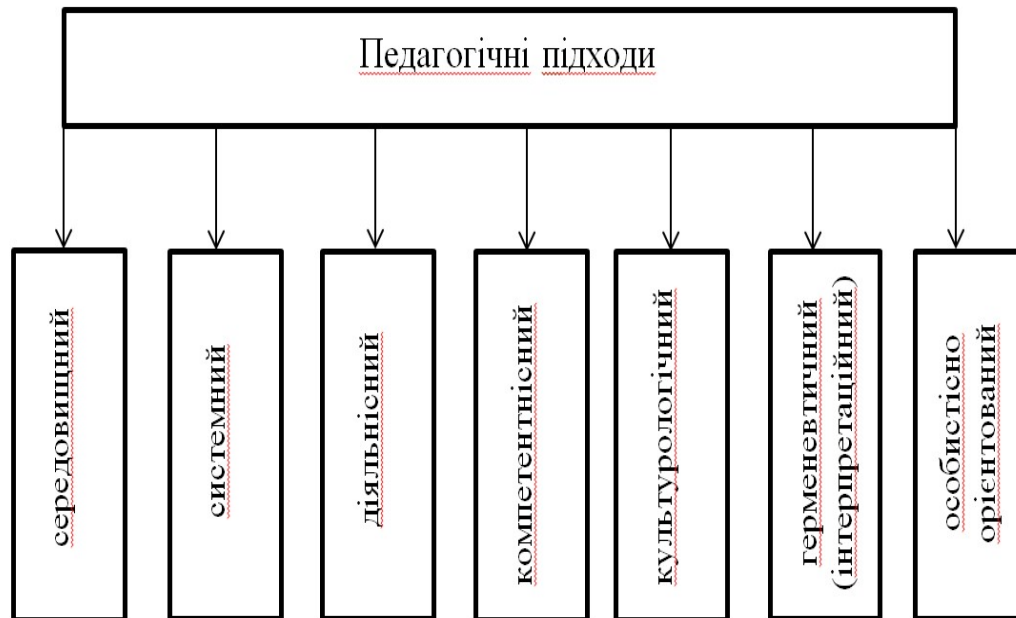 Педагогічні підходи
середовищний
системний
діяльнісний
компетентнісний
культурологічний
герменевтичний
(інтерпретаційний)
особистісно
орієнтований